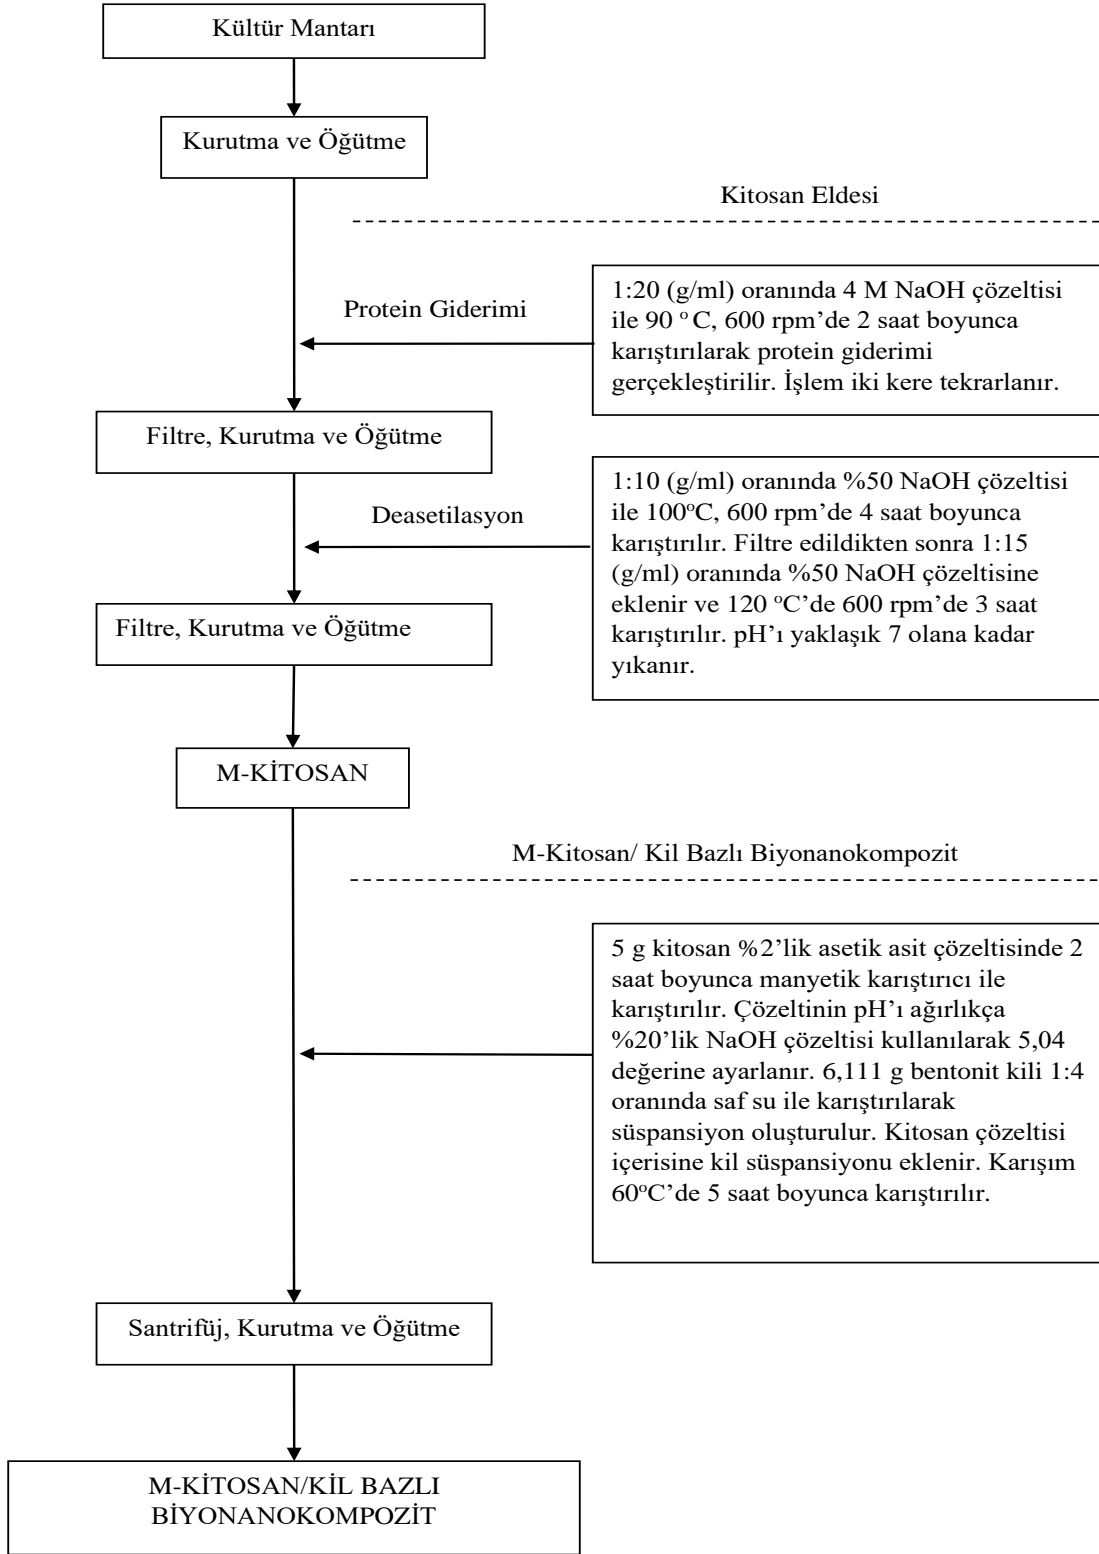 Kültür Mantarı
Kurutma ve Öğütme
Kitosan Eldesi
Protein Giderimi
1:20 (g/ml) oranında 4 M NaOH çözeltisi
ile 90 °C, 600 rpm’de 2 saat boyunca
karıştırılarak protein giderimi
gerçekleştirilir. İşlem iki kere tekrarlanır.
Filtre, Kurutma ve Öğütme
Deasetilasyon
1:10 (g/ml) oranında %50 NaOH çözeltisi
ile 100°C, 600 rpm’de 4 saat boyunca
karıştırılır. Filtre edildikten sonra 1:15
(g/ml) oranında %50 NaOH çözeltisine
eklenir ve 120 °C’de 600 rpm’de 3 saat
karıştırılır. pH’ı yaklaşık 7 olana kadar
yıkanır.
Filtre, Kurutma ve Öğütme
M-KİTOSAN
M-Kitosan/ Kil Bazlı Biyonanokompozit
5 g kitosan %2’lik asetik asit çözeltisinde 2
saat boyunca manyetik karıştırıcı ile
karıştırılır. Çözeltinin pH’ı ağırlıkça
%20’lik NaOH çözeltisi kullanılarak 5,04
değerine ayarlanır. 6,111 g bentonit kili 1:4
oranında saf su ile karıştırılarak
süspansiyon oluşturulur. Kitosan çözeltisi
içerisine kil süspansiyonu eklenir. Karışım
60°C’de 5 saat boyunca karıştırılır.
Santrifüj, Kurutma ve Öğütme
M-KİTOSAN/KİL BAZLI
BİYONANOKOMPOZİT